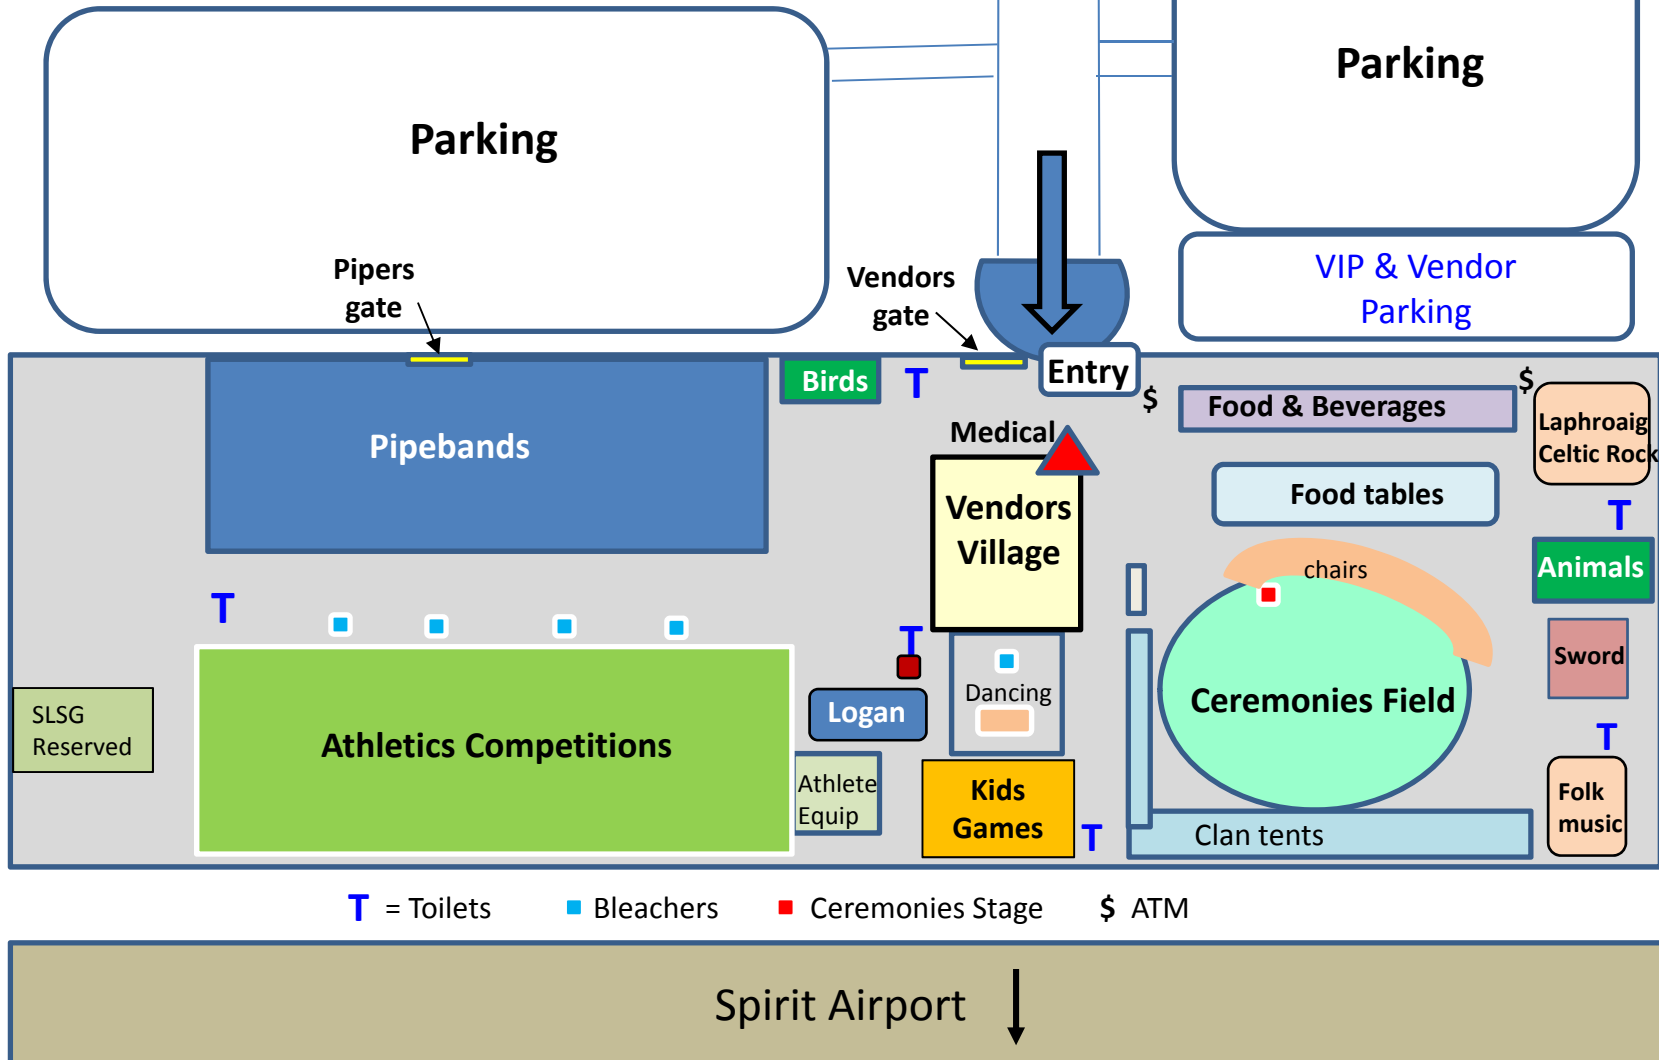 Parking
Parking
Pipers
gate
Vendors
gate
VIP & Vendor
Parking
Entry
Birds
T
$
Food & Beverages
$
Laphroaig
Celtic Rock
Pipebands
Medical
Vendors
Village
Food tables
T
chairs
Animals
T
T
Sword
SLSG
Reserved
Athletics Competitions
Logan
Dancing
Ceremonies Field
T
Athlete
Equip
Kids
Games
T
Clan tents
Folk
music
T = Toilets
Bleachers
Ceremonies Stage
$ ATM
Spirit Airport